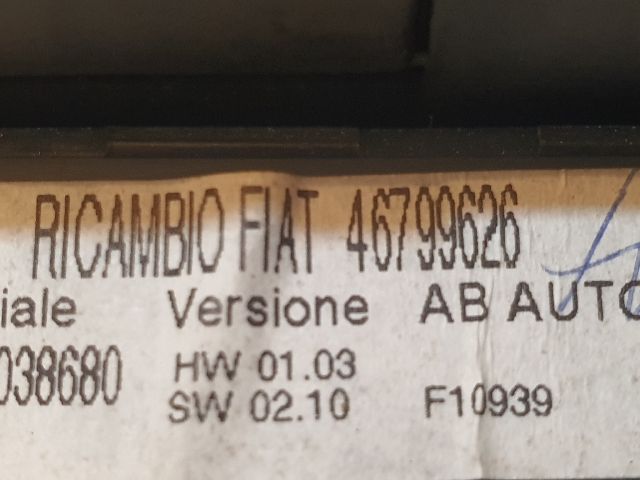 RICAMBIO FIAT 46799626
iale Versione AB AUTO
038680 HW 01.03
SW 02.10 F10939